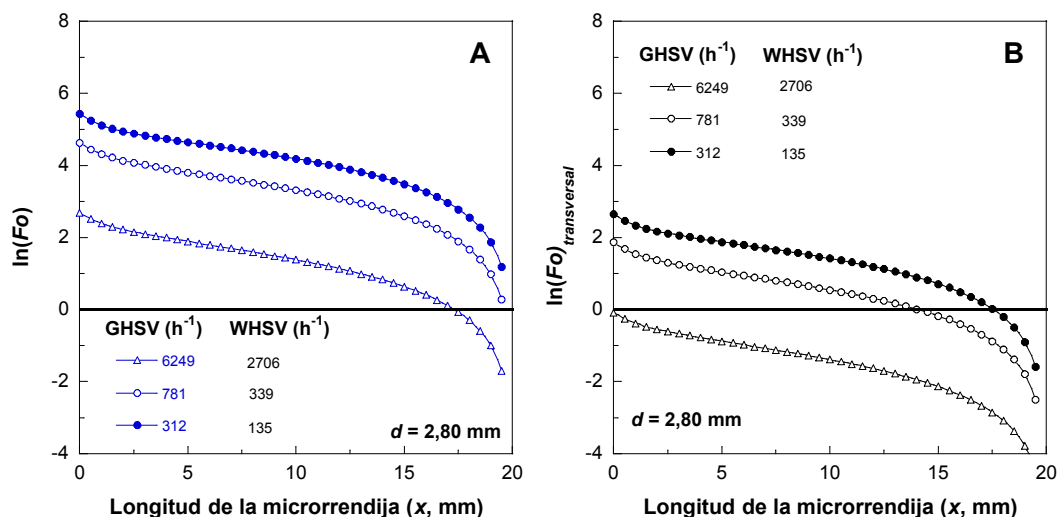 A
ln(Fo)
8
6
4
2
0
-2
-4
GHSV (h⁻¹) WHSV (h⁻¹)
6249 2706
781 339
312 135
d = 2,80 mm
0 5 10 15 20
Longitud de la microrrendija (x, mm)
B
ln(Fo)transversal
8
6
4
2
0
-2
-4
GHSV (h⁻¹) WHSV (h⁻¹)
6249 2706
781 339
312 135
d = 2,80 mm
0 5 10 15 20
Longitud de la microrrendija (x, mm)